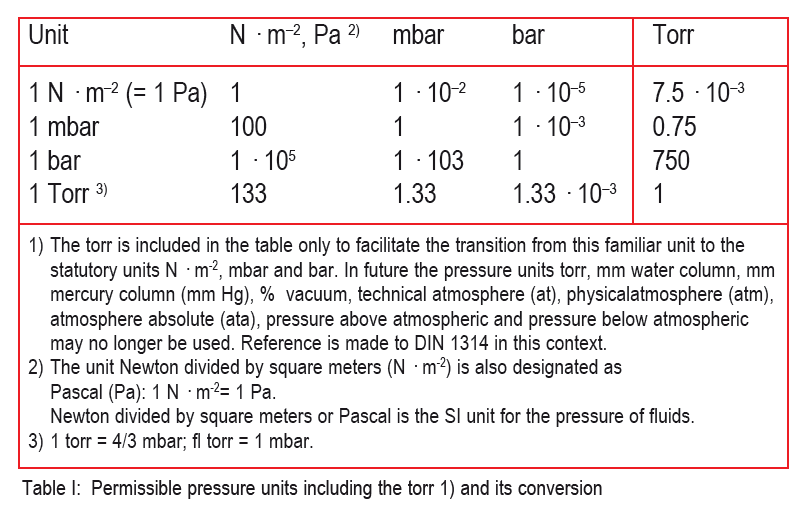 Unit N · m⁻², Pa ²⁾ mbar bar Torr
1 N · m⁻² (= 1 Pa) 1 1 · 10⁻² 1 · 10⁻⁵ 7.5 · 10⁻³
1 mbar 100 1 1 · 10⁻³ 0.75
1 bar 1 · 10⁵ 1 · 103 1 750
1 Torr ³⁾ 133 1.33 1.33 · 10⁻³ 1
1) The torr is included in the table only to facilitate the transition from this familiar unit to the
statutory units N · m⁻², mbar and bar. In future the pressure units torr, mm water column, mm
mercury column (mm Hg), % vacuum, technical atmosphere (at), physicalatmosphere (atm),
atmosphere absolute (ata), pressure above atmospheric and pressure below atmospheric
may no longer be used. Reference is made to DIN 1314 in this context.
2) The unit Newton divided by square meters (N · m⁻²) is also designated as
Pascal (Pa): 1 N · m⁻²= 1 Pa.
Newton divided by square meters or Pascal is the SI unit for the pressure of fluids.
3) 1 torr = 4/3 mbar; fl torr = 1 mbar.
Table I: Permissible pressure units including the torr 1) and its conversion